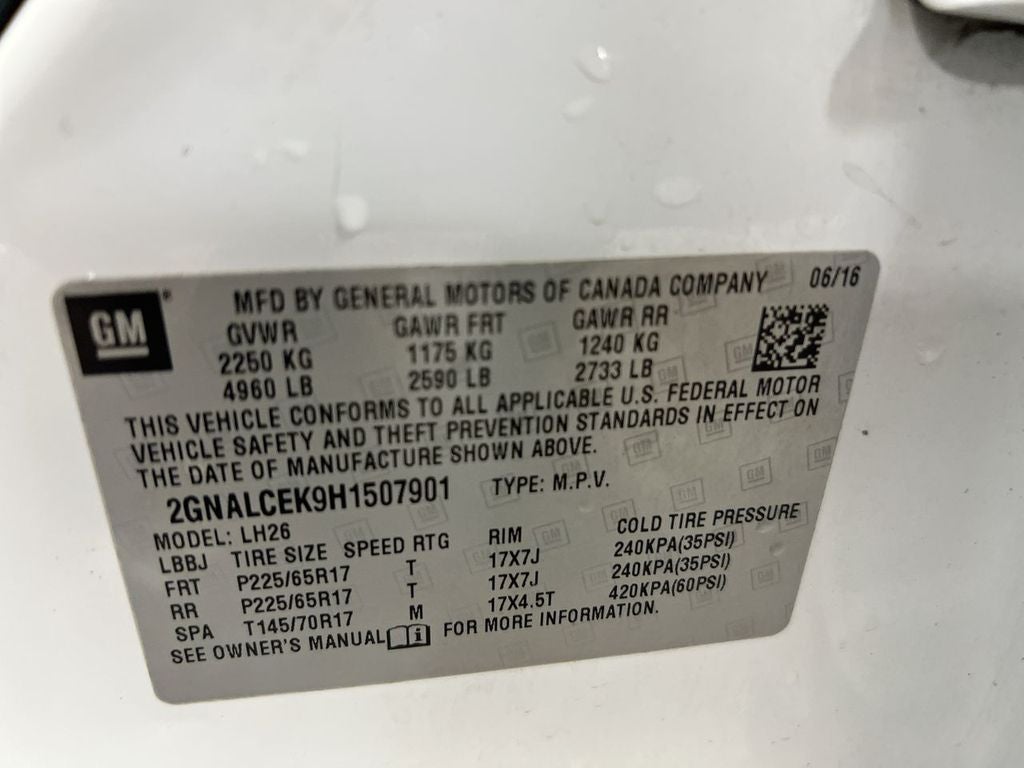 GM
MFD BY GENERAL MOTORS OF CANADA COMPANY 06/16
GVWR GAWR FRT GAWR RR
2250 KG 1175 KG 1240 KG
4960 LB 2590 LB 2733 LB
THIS VEHICLE CONFORMS TO ALL APPLICABLE U.S. FEDERAL MOTOR
VEHICLE SAFETY AND THEFT PREVENTION STANDARDS IN EFFECT ON
THE DATE OF MANUFACTURE SHOWN ABOVE.
2GNALCEK9H1507901 TYPE: M.P.V.
MODEL: LH26
LBBJ TIRE SIZE SPEED RTG RIM COLD TIRE PRESSURE
FRT P225/65R17 T 17X7J 240KPA(35PSI)
RR P225/65R17 T 17X7J 240KPA(35PSI)
SPA T145/70R17 M 17X4.5T 420KPA(60PSI)
SEE OWNER'S MANUAL FOR MORE INFORMATION.